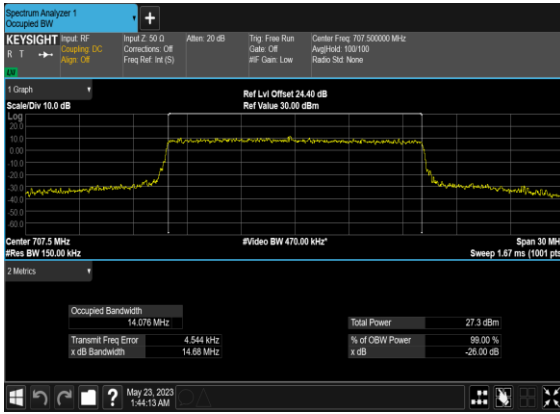 Spectrum Analyzer 1
Occupied BW
+
KEYSIGHT Input: RF Input Z: 50 Ω Atten: 20 dB Trig: Free Run Center Freq: 707.500000 MHz
R T Coupling: DC Corrections: Off Gate: Off Avg|Hold: 100/100
Align: Off Freq Ref: Int (S) #IF Gain: Low Radio Std: None
1 Graph
Ref Lvl Offset 24.40 dB
Scale/Div 10.0 dB Ref Value 30.00 dBm
Log
20.0
10.0
0.00
-10.0
-20.0
-30.0
-40.0
-50.0
-60.0
Center 707.5 MHz #Video BW 470.00 kHz* Span 30 MH
#Res BW 150.00 kHz Sweep 1.67 ms (1001 pts
2 Metrics
Occupied Bandwidth
14.076 MHz Total Power 27.3 dBm
Transmit Freq Error 4.544 kHz % of OBW Power 99.00 %
x dB Bandwidth 14.68 MHz x dB -26.00 dB
? May 23, 2023
1:44:13 AM